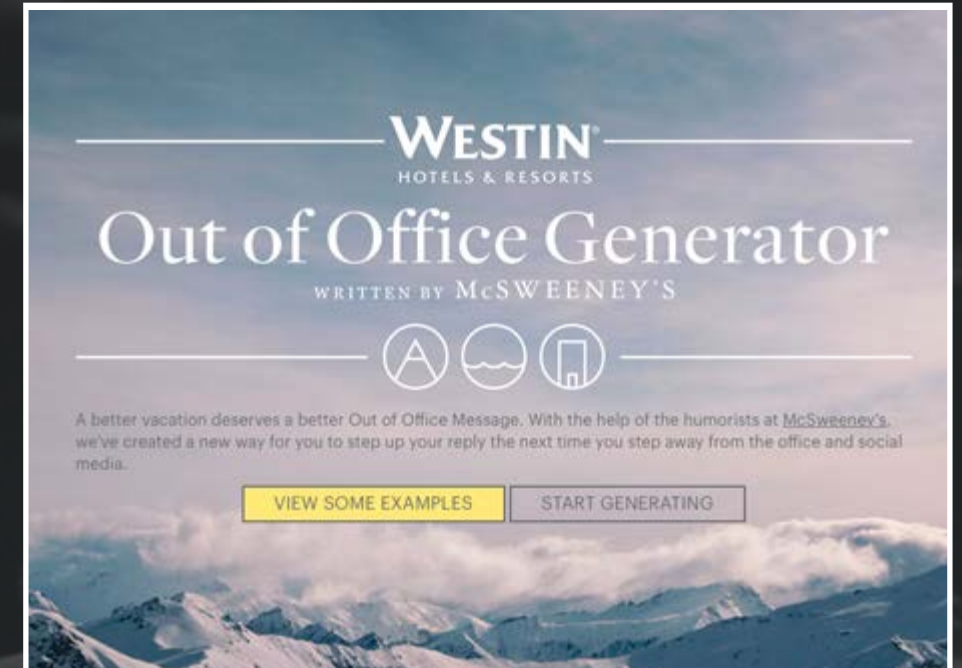 WESTIN®
HOTELS & RESORTS
Out of Office Generator
WRITTEN BY McSWEENEY'S
A better vacation deserves a better Out of Office Message. With the help of the humorists at McSweeney's,
we've created a new way for you to step up your reply the next time you step away from the office and social
media.
VIEW SOME EXAMPLES START GENERATING